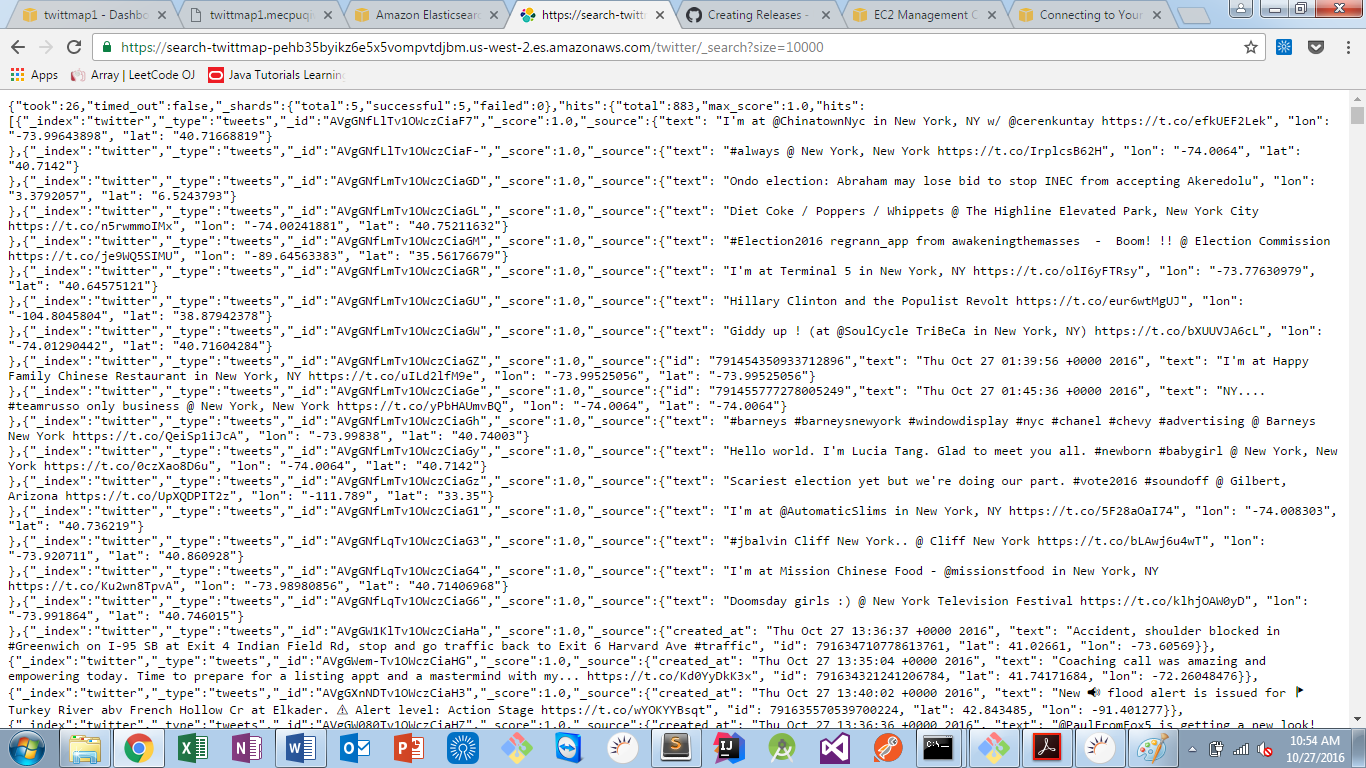 twittmap1 - Dashbo
twittmap1.mecpuqi
Amazon Elasticsear
https://search-twitt
Creating Releases -
EC2 Management C
Connecting to Your
https://search-twittmap-pehb35byikz6e5x5vompvtdjbm.us-west-2.es.amazonaws.com/twitter/_search?size=10000
Apps
Array | LeetCode OJ
Java Tutorials Learnin
{"took":26,"timed_out":false,"_shards":{"total":5,"successful":5,"failed":0},"hits":{"total":883,"max_score":1.0,"hits":
[{"_index":"twitter","_type":"tweets","_id":"AVgGNfLlTv1OWczCiaF7","_score":1.0,"_source":{"text": "I'm at @ChinatownNyc in New York, NY w/ @cerenkuntay https://t.co/efkUEF2Lek", "lon":
"-73.99643898", "lat": "40.71668819"}
},{"_index":"twitter","_type":"tweets","_id":"AVgGNfLlTv1OWczCiaF-","_score":1.0,"_source":{"text": "#always @ New York, New York https://t.co/IrplcsB62H", "lon": "-74.0064", "lat":
"40.7142"}
},{"_index":"twitter","_type":"tweets","_id":"AVgGNfLmTv1OWczCiaGD","_score":1.0,"_source":{"text": "Ondo election: Abraham may lose bid to stop INEC from accepting Akeredolu", "lon":
"3.3792057", "lat": "6.5243793"}
},{"_index":"twitter","_type":"tweets","_id":"AVgGNfLmTv1OWczCiaGL","_score":1.0,"_source":{"text": "Diet Coke / Poppers / Whippets @ The Highline Elevated Park, New York City
https://t.co/n5rwmmoIMx", "lon": "-74.00241881", "lat": "40.75211632"}
},{"_index":"twitter","_type":"tweets","_id":"AVgGNfLmTv1OWczCiaGM","_score":1.0,"_source":{"text": "#Election2016 regrann_app from awakeningthemasses  -  Boom! !! @ Election Commission
https://t.co/je9WQ5SIMU", "lon": "-89.64563383", "lat": "35.56176679"}
},{"_index":"twitter","_type":"tweets","_id":"AVgGNfLmTv1OWczCiaGR","_score":1.0,"_source":{"text": "I'm at Terminal 5 in New York, NY https://t.co/olI6yFTRsy", "lon": "-73.77630979",
"lat": "40.64575121"}
},{"_index":"twitter","_type":"tweets","_id":"AVgGNfLmTv1OWczCiaGU","_score":1.0,"_source":{"text": "Hillary Clinton and the Populist Revolt https://t.co/eur6wtMgUJ", "lon":
"-104.8045804", "lat": "38.87942378"}
},{"_index":"twitter","_type":"tweets","_id":"AVgGNfLmTv1OWczCiaGW","_score":1.0,"_source":{"text": "Giddy up ! (at @SoulCycle TriBeCa in New York, NY) https://t.co/bXUUVJA6cL", "lon":
"-74.01290442", "lat": "40.71604284"}
},{"_index":"twitter","_type":"tweets","_id":"AVgGNfLmTv1OWczCiaGZ","_score":1.0,"_source":{"id": "791454350933712896","text": "Thu Oct 27 01:39:56 +0000 2016", "text": "I'm at Happy
Family Chinese Restaurant in New York, NY https://t.co/uILd2lfM9e", "lon": "-73.99525056", "lat": "-73.99525056"}
},{"_index":"twitter","_type":"tweets","_id":"AVgGNfLmTv1OWczCiaGe","_score":1.0,"_source":{"id": "791455777278005249","text": "Thu Oct 27 01:45:36 +0000 2016", "text": "NY....
#teamrusso only business @ New York, New York https://t.co/yPbHAUmvBQ", "lon": "-74.0064", "lat": "-74.0064"}
},{"_index":"twitter","_type":"tweets","_id":"AVgGNfLmTv1OWczCiaGh","_score":1.0,"_source":{"text": "#barneys #barneysnewyork #windowdisplay #nyc #chanel #chevy #advertising @ Barneys
New York https://t.co/QeiSp1iJcA", "lon": "-73.99838", "lat": "40.74003"}
},{"_index":"twitter","_type":"tweets","_id":"AVgGNfLmTv1OWczCiaGy","_score":1.0,"_source":{"text": "Hello world. I'm Lucia Tang. Glad to meet you all. #newborn #babygirl @ New York, New
York https://t.co/0czXao8D6u", "lon": "-74.0064", "lat": "40.7142"}
},{"_index":"twitter","_type":"tweets","_id":"AVgGNfLmTv1OWczCiaGz","_score":1.0,"_source":{"text": "Scariest election yet but we're doing our part. #vote2016 #soundoff @ Gilbert,
Arizona https://t.co/UpXQDPIT2z", "lon": "-111.789", "lat": "33.35"}
},{"_index":"twitter","_type":"tweets","_id":"AVgGNfLmTv1OWczCiaG1","_score":1.0,"_source":{"text": "I'm at @AutomaticSlims in New York, NY https://t.co/5F28aOaI74", "lon": "-74.008303",
"lat": "40.736219"}
},{"_index":"twitter","_type":"tweets","_id":"AVgGNfLqTv1OWczCiaG3","_score":1.0,"_source":{"text": "#jbalvin Cliff New York.. @ Cliff New York https://t.co/bLAwj6u4wT", "lon":
"-73.920711", "lat": "40.860928"}
},{"_index":"twitter","_type":"tweets","_id":"AVgGNfLqTv1OWczCiaG4","_score":1.0,"_source":{"text": "I'm at Mission Chinese Food - @missionstfood in New York, NY
https://t.co/Ku2wn8TpvA", "lon": "-73.98980856", "lat": "40.71406968"}
},{"_index":"twitter","_type":"tweets","_id":"AVgGNfLqTv1OWczCiaG6","_score":1.0,"_source":{"text": "Doomsday girls :) @ New York Television Festival https://t.co/klhjOAW0yD", "lon":
"-73.991864", "lat": "40.746015"}
},{"_index":"twitter","_type":"tweets","_id":"AVgGW1KlTv1OWczCiaHa","_score":1.0,"_source":{"created_at": "Thu Oct 27 13:36:37 +0000 2016", "text": "Accident, shoulder blocked in
#Greenwich on I-95 SB at Exit 4 Indian Field Rd, stop and go traffic back to Exit 6 Harvard Ave #traffic", "id": 791634710778613761, "lat": 41.02661, "lon": -73.60569}},
{"_index":"twitter","_type":"tweets","_id":"AVgGWem-Tv1OWczCiaHG","_score":1.0,"_source":{"created_at": "Thu Oct 27 13:35:04 +0000 2016", "text": "Coaching call was amazing and
empowering today. Time to prepare for a listing appt and a mastermind with my... https://t.co/Kd0YyDkK3x", "id": 791634321241206784, "lat": 41.74171684, "lon": -72.26048476}},
{"_index":"twitter","_type":"tweets","_id":"AVgGXnNDTv1OWczCiaH3","_score":1.0,"_source":{"created_at": "Thu Oct 27 13:40:02 +0000 2016", "text": "New 🔊 flood alert is issued for 🚩
Turkey River abv French Hollow Cr at Elkader. ⚠ Alert level: Action Stage https://t.co/wYOKYYBsqt", "id": 791635570539700224, "lat": 42.843485, "lon": -91.401277}},
{"_index":"twitter","_type":"tweets","_id":"AVgGW080Tv1OWczCiaHZ","_score":1.0,"_source":{"created_at": "Thu Oct 27 13:36:36 +0000 2016", "text": "@PaulFromFox5 is getting a new look!
10:54 AM
10/27/2016